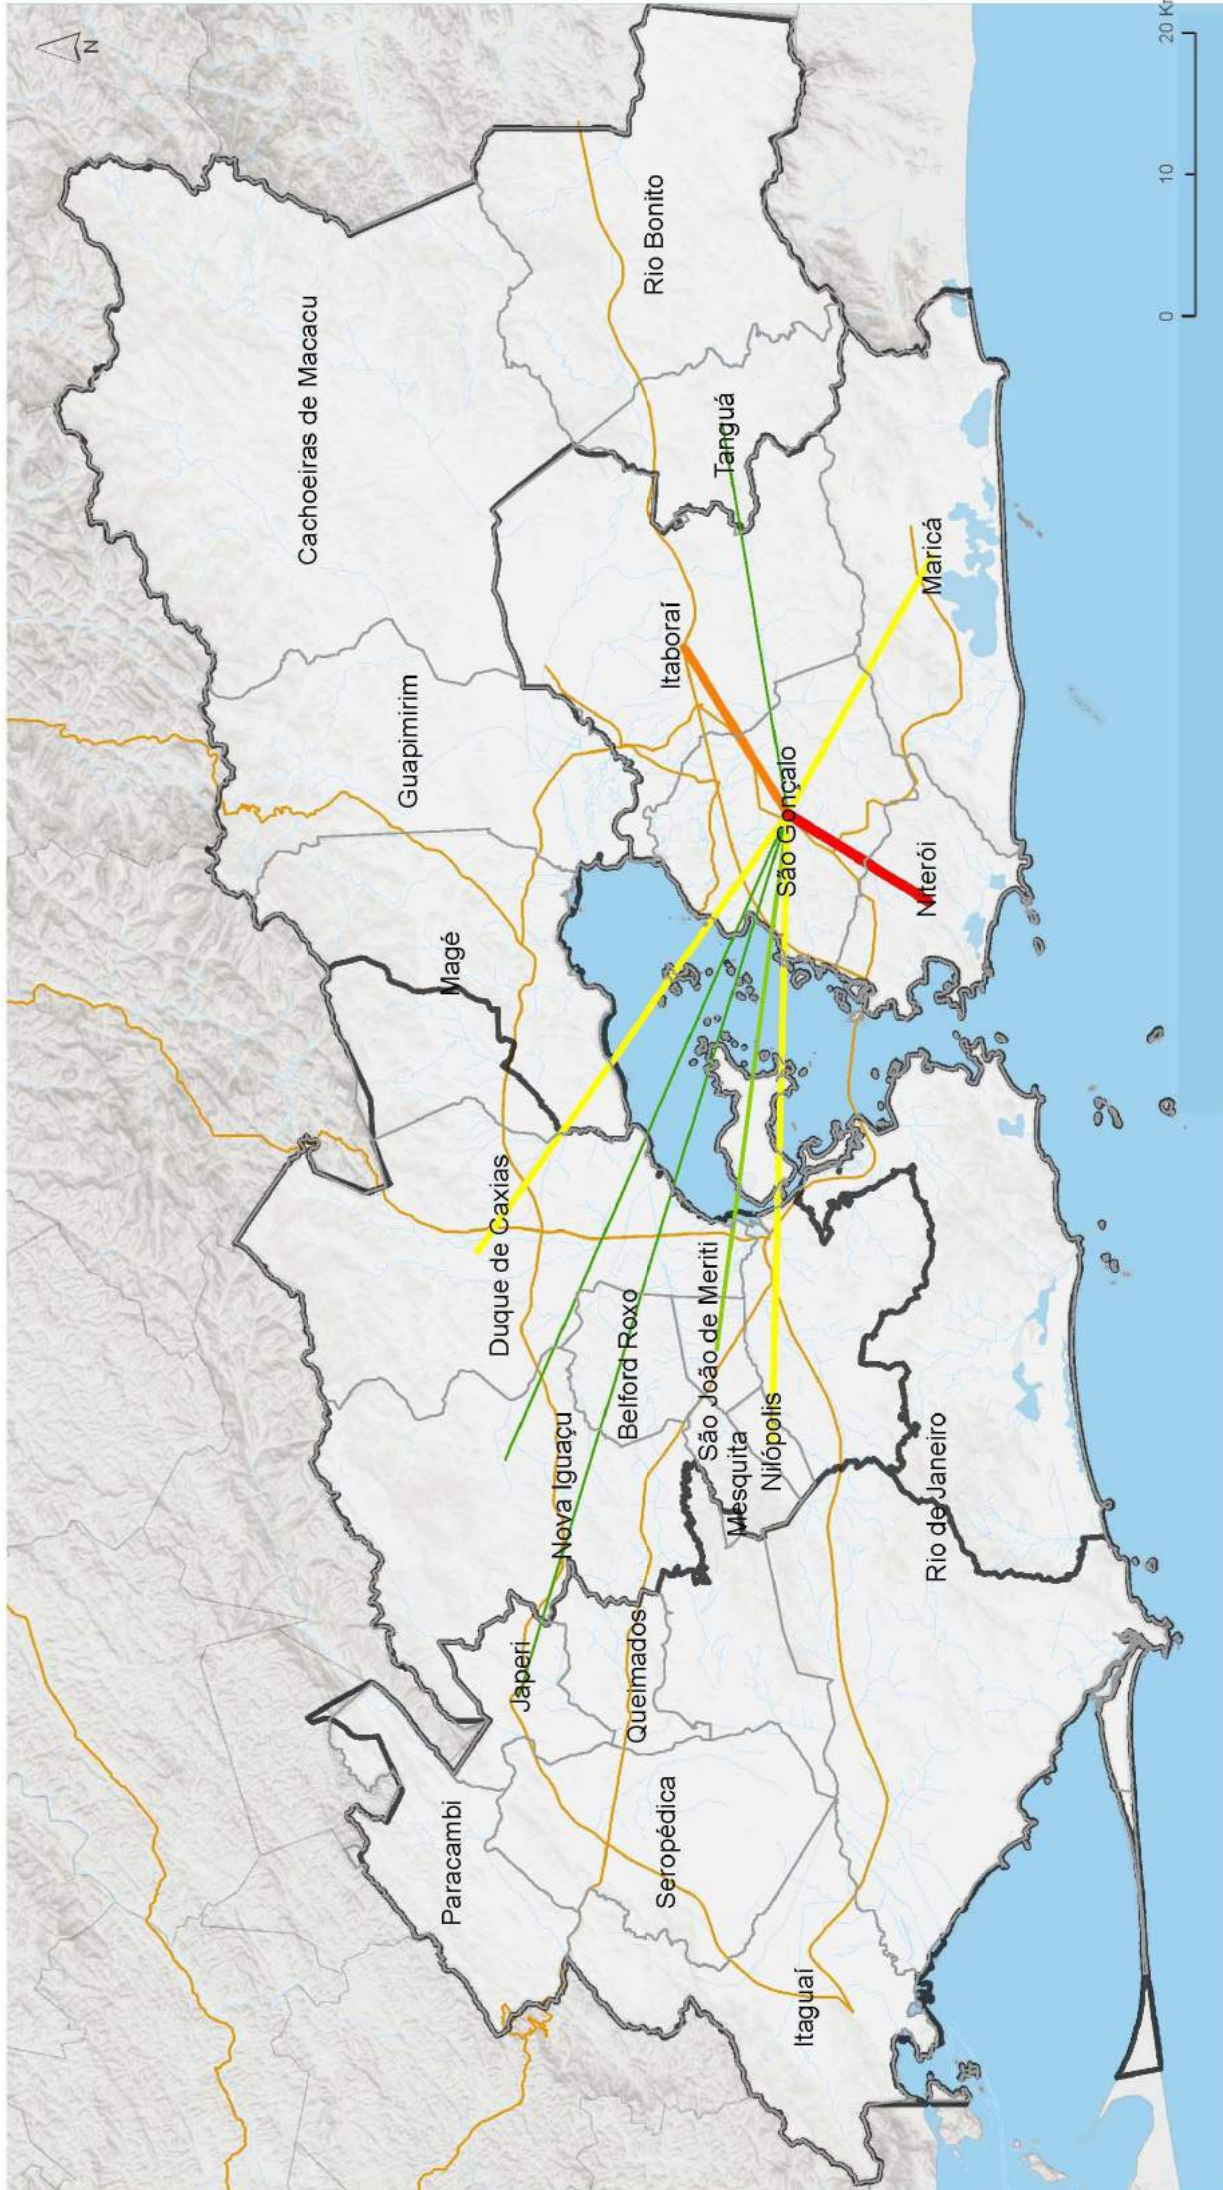 N
Cachoeiras de Macacu
Guapimirim
Rio Bonito
Paracambi
Magé
Duque de Caxias
Japeri
Nova Iguaçu
Itaboraí
Tanguá
Queimados
Belford Roxo
Seropédica
São João de Meriti
Mesquita
Nilópolis
São Gonçalo
Itaguaí
Maricá
Niterói
Rio de Janeiro
0 10 20